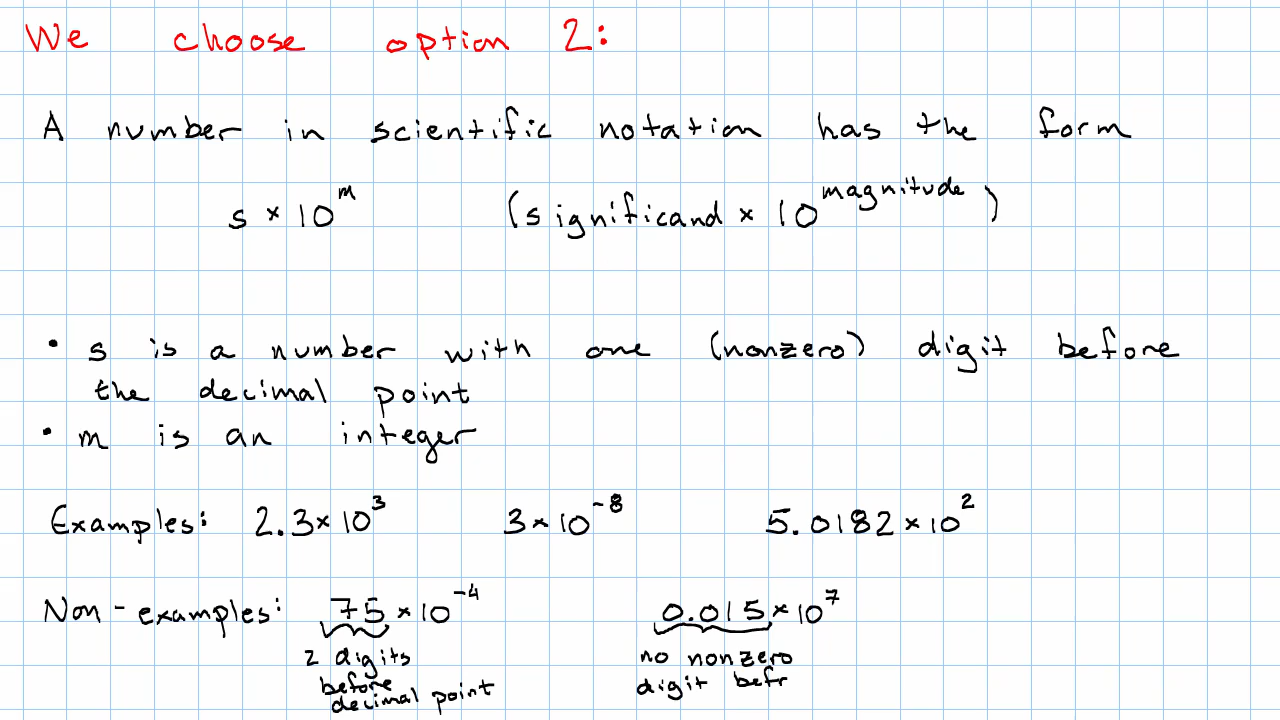 We choose option 2:
A number in scientific notation has the form
s × 10^m (significand × 10^magnitude)
• s is a number with one (nonzero) digit before
the decimal point
• m is an integer
Examples: 2.3 × 10^3 3 × 10^-8 5.0182 × 10^2
Non-examples: 75 × 10^-4 0.015 × 10^7
2 digits before decimal point
no nonzero digit befr